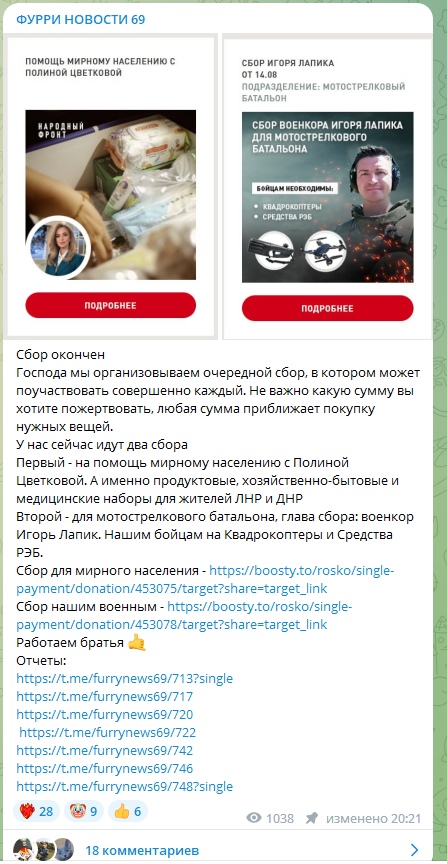 ФУРРИ НОВОСТИ 69
ПОМОЩЬ МИРНОМУ НАСЕЛЕНИЮ С
ПОЛИНОЙ ЦВЕТКОВОЙ
НАРОДНЫЙ
ФРОНТ
ПОДРОБНЕЕ
СБОР ИГОРЯ ЛАПИКА
ОТ 14.08
ПОДРАЗДЕЛЕНИЕ: МОТОСТРЕЛКОВЫЙ
БАТАЛЬОН
СБОР ВОЕНКОРА ИГОРЯ ЛАПИКА
ДЛЯ МОТОСТРЕЛКОВОГО
БАТАЛЬОНА
БОЙЦАМ НЕОБХОДИМЫ:
• КВАДРОКОПТЕРЫ
• СРЕДСТВА РЭБ
ПОДРОБНЕЕ
Сбор окончен
Господа мы организовываем очередной сбор, в котором может
поучаствовать совершенно каждый. Не важно какую сумму вы
хотите пожертвовать, любая сумма приближает покупку
нужных вещей.
У нас сейчас идут два сбора
Первый - на помощь мирному населению с Полиной
Цветковой. А именно продуктовые, хозяйственно-бытовые и
медицинские наборы для жителей ЛНР и ДНР
Второй - для мотострелкового батальона, глава сбора: военкор
Игорь Лапик. Нашим бойцам на Квадрокоптеры и Средства
РЭБ.
Сбор для мирного населения - https://boosty.to/rosko/single-
payment/donation/453075/target?share=target_link
Сбор нашим военным - https://boosty.to/rosko/single-
payment/donation/453078/target?share=target_link
Работаем братья 🤙
Отчеты:
https://t.me/furrynews69/713?single
https://t.me/furrynews69/717
https://t.me/furrynews69/720
https://t.me/furrynews69/722
https://t.me/furrynews69/742
https://t.me/furrynews69/746
https://t.me/furrynews69/748?single
28 9 6 1038 изменено 20:21
18 комментариев